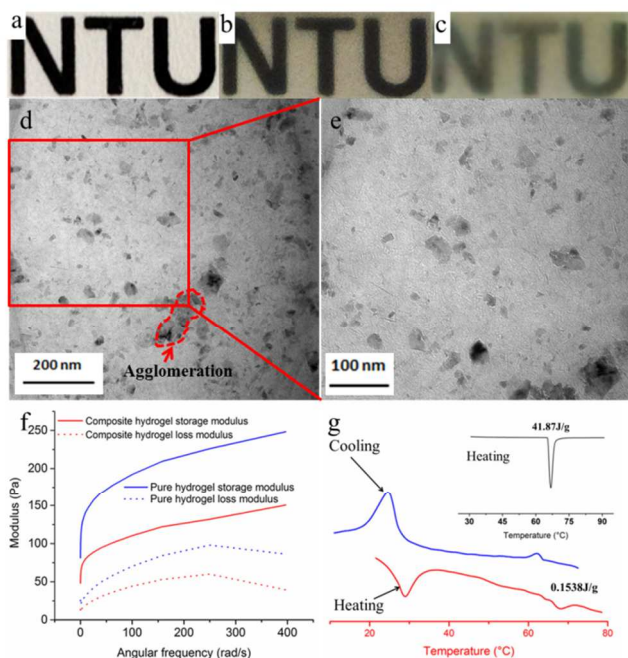 a
NTU
b
NTU
c
NTU
d
200 nm
Agglomeration
e
100 nm
f
Composite hydrogel storage modulus
Composite hydrogel loss modulus
Pure hydrogel storage modulus
Pure hydrogel loss modulus
Modulus (Pa)
250
200
150
100
50
0
0 100 200 300 400
Angular frequency (rad/s)
g
Cooling
Heating
41.87J/g
Heating
30 45 60 75 90
Temperature (°C)
0.1538J/g
20 40 60 80
Temperature (°C)